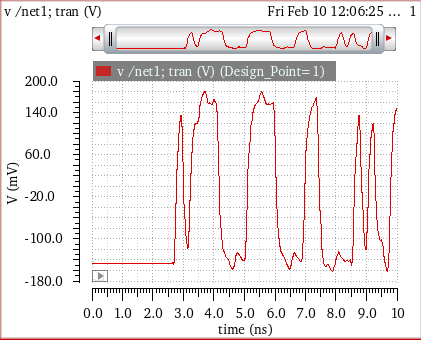 v /net1; tran (V) Fri Feb 10 12:06:25 ... 1
v /net1; tran (V) (Design_Point=1)
200.0
140.0
60.0
-20.0
-100.0
-180.0
V (mV)
0.0 1.0 2.0 3.0 4.0 5.0 6.0 7.0 8.0 9.0 10
time (ns)